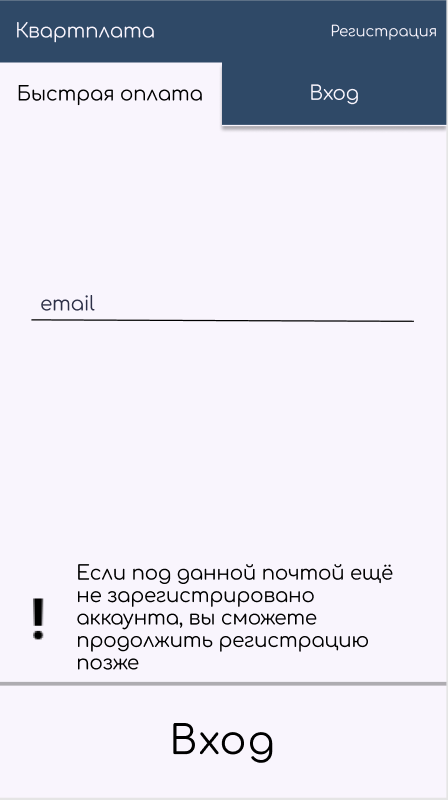 Квартплата
Регистрация
Быстрая оплата
Вход
email
Если под данной почтой ещё
не зарегистрировано
аккаунта, вы сможете
продолжить регистрацию
позже
Вход